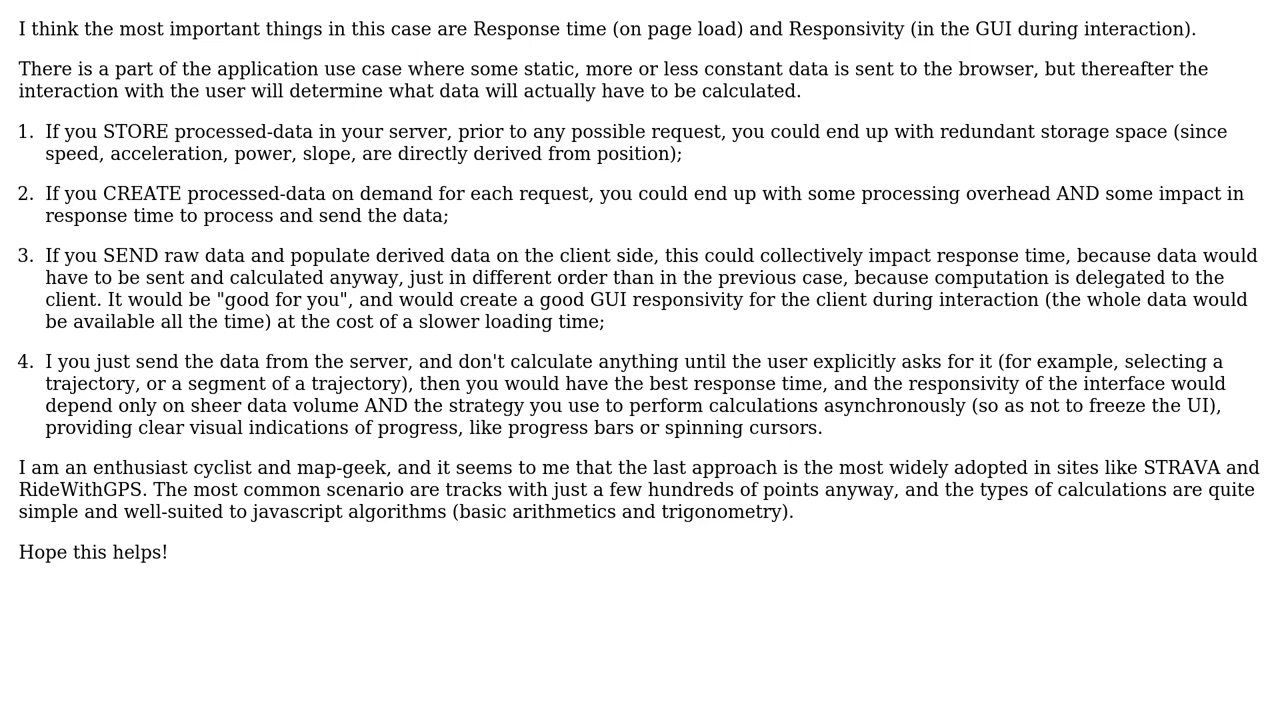 I think the most important things in this case are Response time (on page load) and Responsivity (in the GUI during interaction).
There is a part of the application use case where some static, more or less constant data is sent to the browser, but thereafter the
interaction with the user will determine what data will actually have to be calculated.
1. If you STORE processed-data in your server, prior to any possible request, you could end up with redundant storage space (since
speed, acceleration, power, slope, are directly derived from position);
2. If you CREATE processed-data on demand for each request, you could end up with some processing overhead AND some impact in
response time to process and send the data;
3. If you SEND raw data and populate derived data on the client side, this could collectively impact response time, because data would
have to be sent and calculated anyway, just in different order than in the previous case, because computation is delegated to the
client. It would be "good for you", and would create a good GUI responsivity for the client during interaction (the whole data would
be available all the time) at the cost of a slower loading time;
4. I you just send the data from the server, and don't calculate anything until the user explicitly asks for it (for example, selecting a
trajectory, or a segment of a trajectory), then you would have the best response time, and the responsivity of the interface would
depend only on sheer data volume AND the strategy you use to perform calculations asynchronously (so as not to freeze the UI),
providing clear visual indications of progress, like progress bars or spinning cursors.
I am an enthusiast cyclist and map-geek, and it seems to me that the last approach is the most widely adopted in sites like STRAVA and
RideWithGPS. The most common scenario are tracks with just a few hundreds of points anyway, and the types of calculations are quite
simple and well-suited to javascript algorithms (basic arithmetics and trigonometry).
Hope this helps!